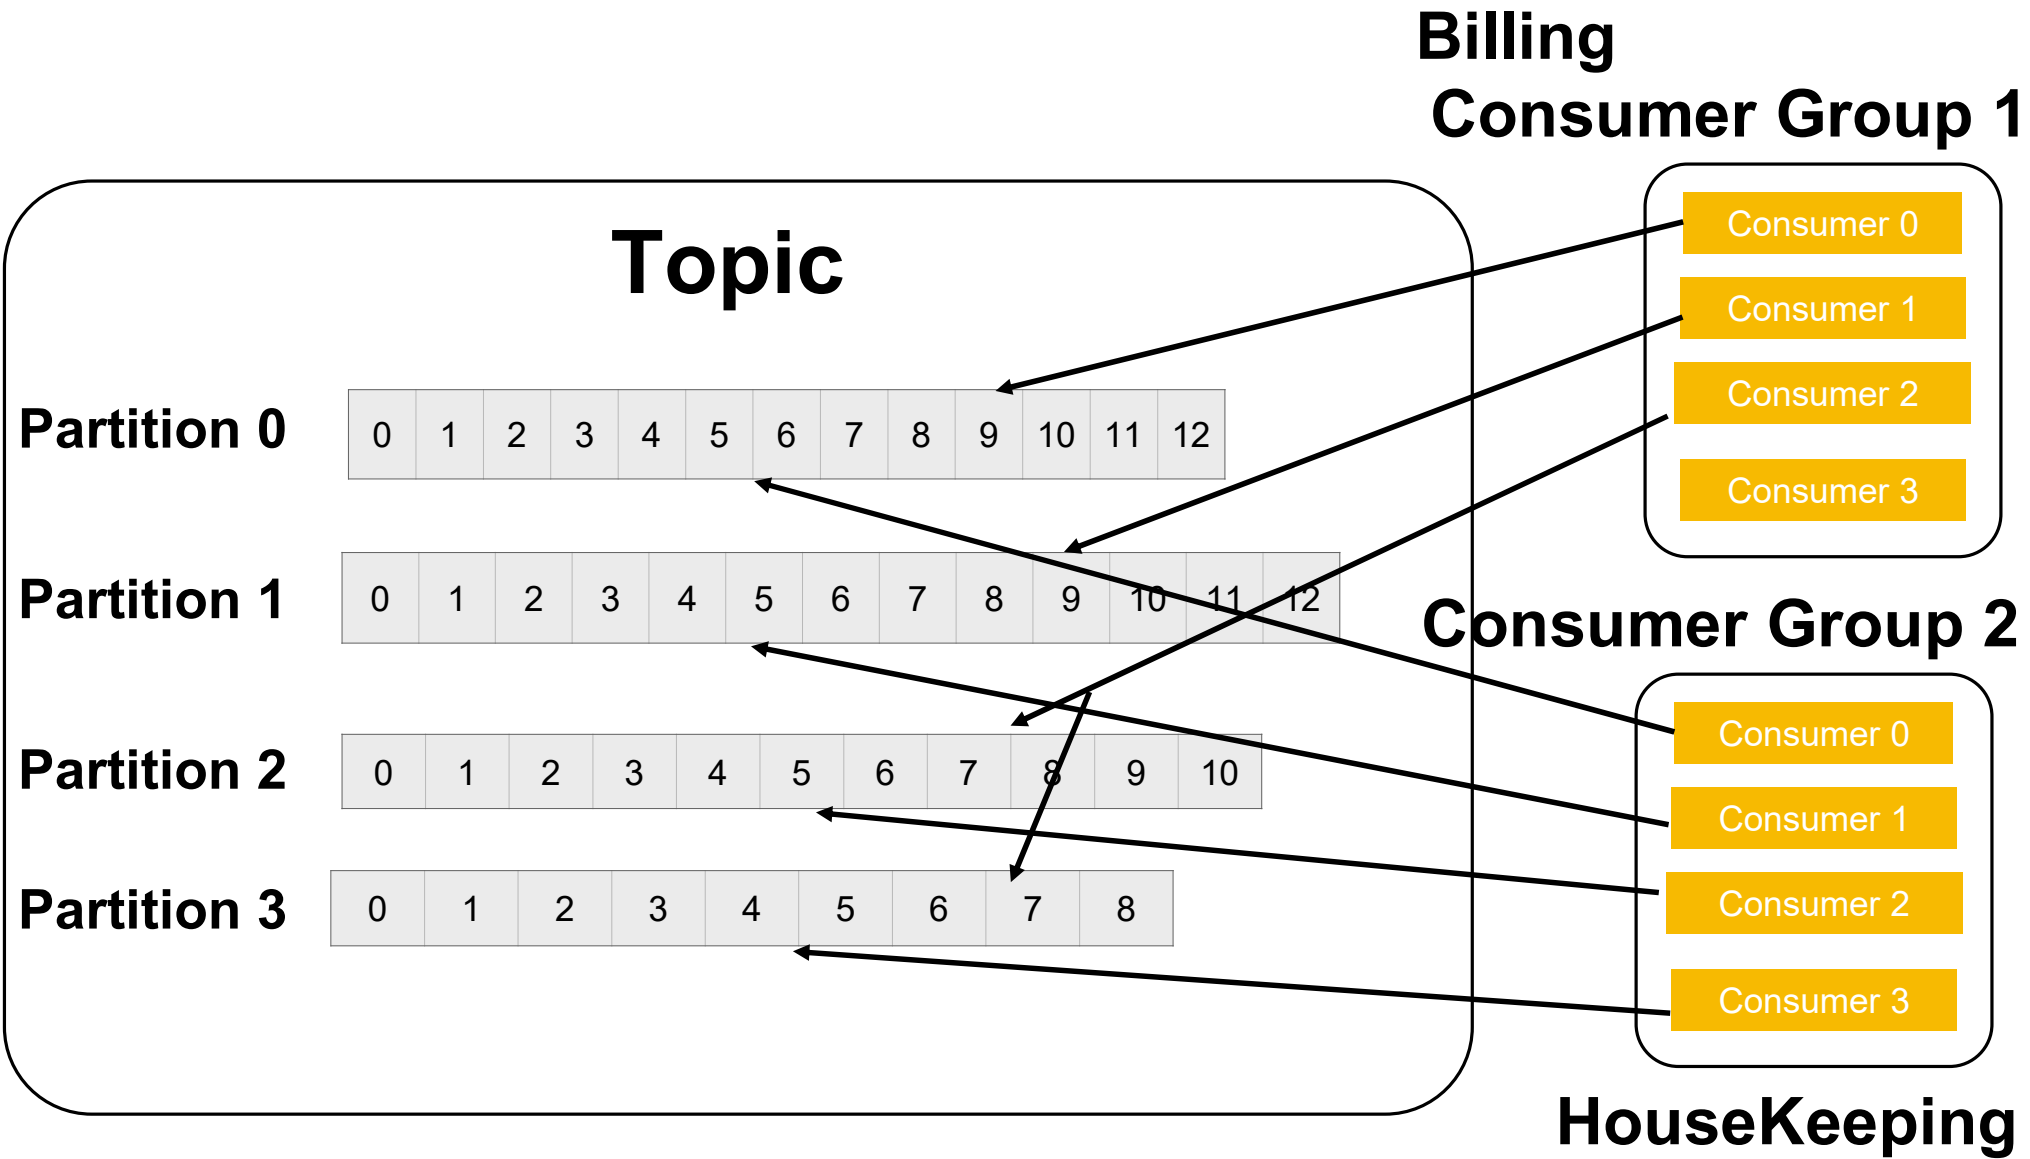 Billing
Consumer Group 1
Topic
Consumer 0
Consumer 1
Consumer 2
Consumer 3
Partition 0
0 1 2 3 4 5 6 7 8 9 10 11 12
Partition 1
0 1 2 3 4 5 6 7 8 9 10 11 12
Partition 2
0 1 2 3 4 5 6 7 8 9 10
Partition 3
0 1 2 3 4 5 6 7 8
Consumer Group 2
Consumer 0
Consumer 1
Consumer 2
Consumer 3
HouseKeeping